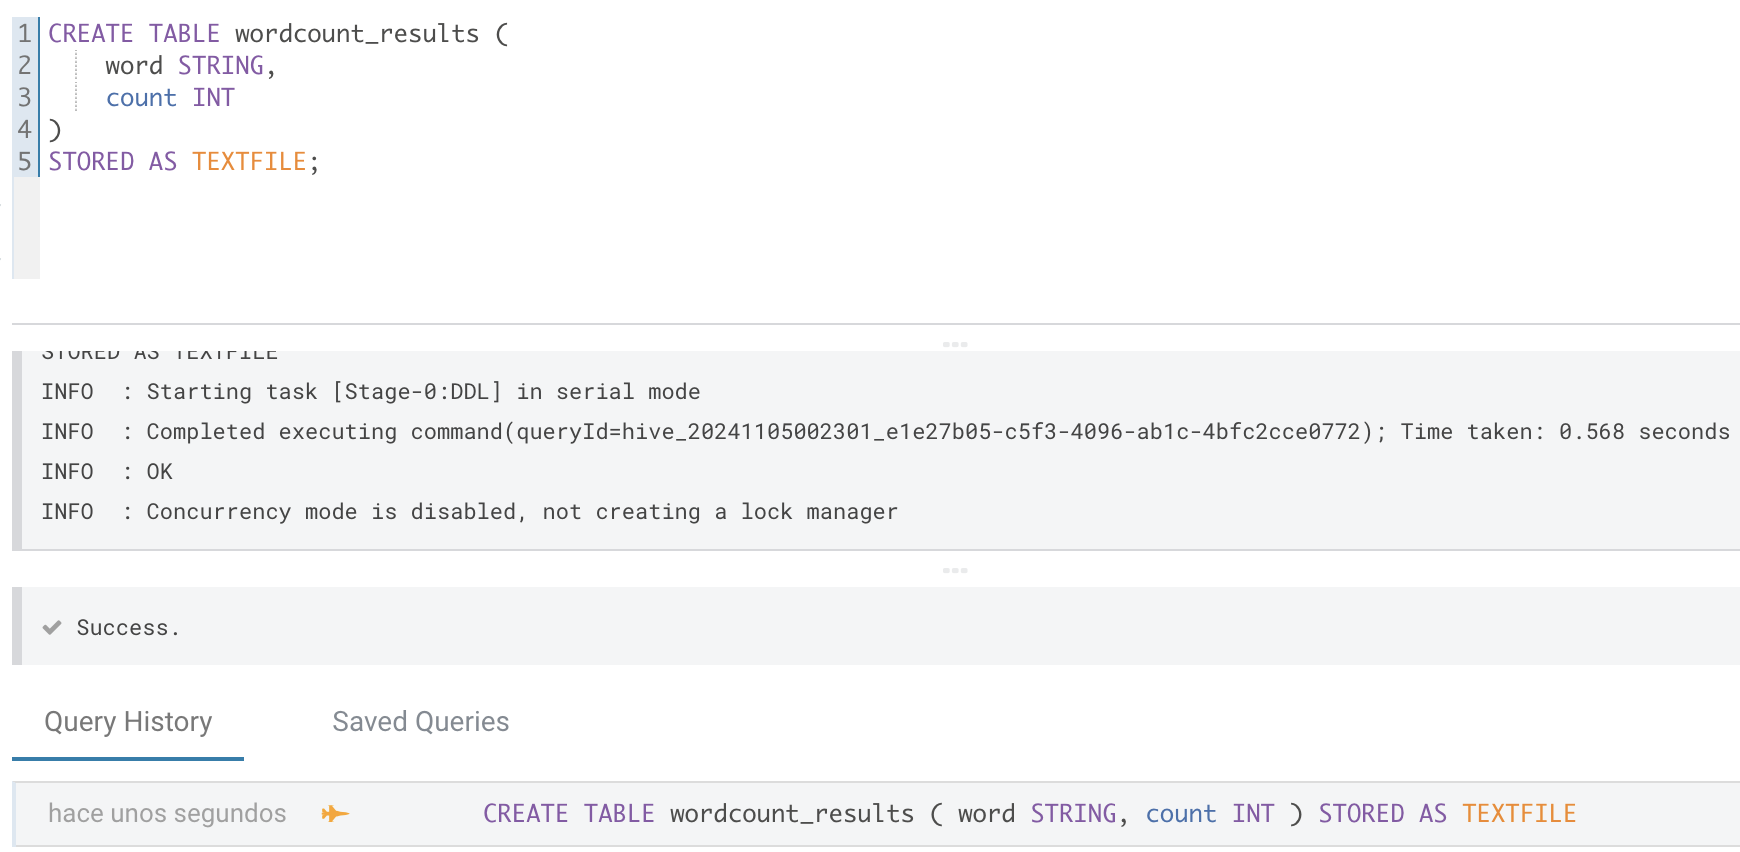 1 CREATE TABLE wordcount_results (
2 word STRING,
3 count INT
4 )
5 STORED AS TEXTFILE;
STORED AS TEXTFILE
INFO : Starting task [Stage-0:DDL] in serial mode
INFO : Completed executing command(queryId=hive_20241105002301_e1e27b05-c5f3-4096-ab1c-4bfc2cce0772); Time taken: 0.568 seconds
INFO : OK
INFO : Concurrency mode is disabled, not creating a lock manager
Success.
Query History Saved Queries
hace unos segundos CREATE TABLE wordcount_results ( word STRING, count INT ) STORED AS TEXTFILE